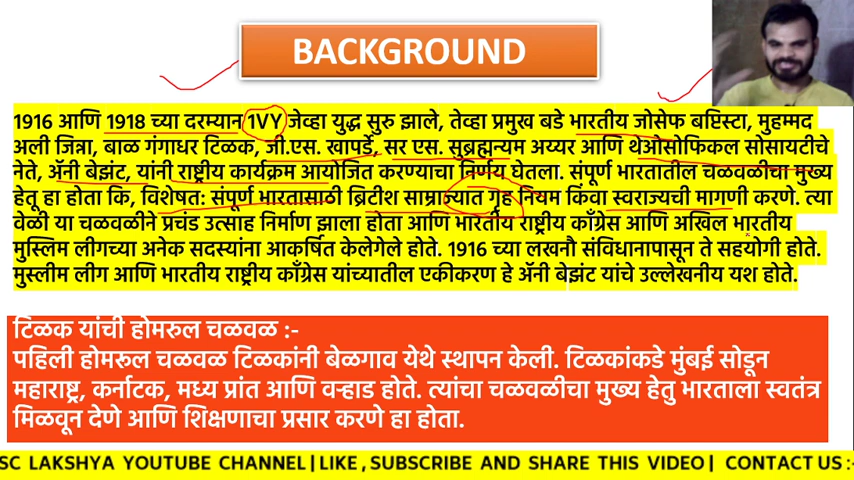 BACKGROUND
1916 आणि 1918 च्या दरम्यान 1VY जेव्हा युद्ध सुरु झाले, तेव्हा प्रमुख बडे भारतीय जोसेफ बाप्टिस्टा, मुहम्मद
अली जिन्ना, बाळ गंगाधर टिळक, जी.एस. खापर्डे, सर एस. सुब्रह्मन्यम अय्यर आणि थेओसोफिकल सोसायटीचे
नेते, ॲनी बेझंट, यांनी राष्ट्रीय कार्यक्रम आयोजित करण्याचा निर्णय घेतला. संपूर्ण भारतातील चळवळीचा मुख्य
हेतू हा होता कि, विशेषत: संपूर्ण भारतासाठी ब्रिटीश साम्राज्यात गृह नियम किंवा स्वराज्यची मागणी करणे. त्या
वेळी या चळवळीने प्रचंड उत्साह निर्माण झाला होता आणि भारतीय राष्ट्रीय काँग्रेस आणि अखिल भारतीय
मुस्लिम लीगच्या अनेक सदस्यांना आकर्षित केलेगेले होते. 1916 च्या लखनौ संविधानापासून ते सहयोगी होते.
मुस्लीम लीग आणि भारतीय राष्ट्रीय काँग्रेस यांच्यातील एकीकरण हे ॲनी बेझंट यांचे उल्लेखनीय यश होते.
टिळक यांची होमरुल चळवळ :-
पहिली होमरूल चळवळ टिळकांनी बेळगाव येथे स्थापन केली. टिळकांकडे मुंबई सोडून
महाराष्ट्र, कर्नाटक, मध्य प्रांत आणि वऱ्हाड होते. त्यांचा चळवळीचा मुख्य हेतु भारताला स्वतंत्र
मिळवून देणे आणि शिक्षणाचा प्रसार करणे हा होता.
SC LAKSHYA YOUTUBE CHANNEL|LIKE,SUBSCRIBE AND SHARE THIS VIDEO| CONTACT US :-